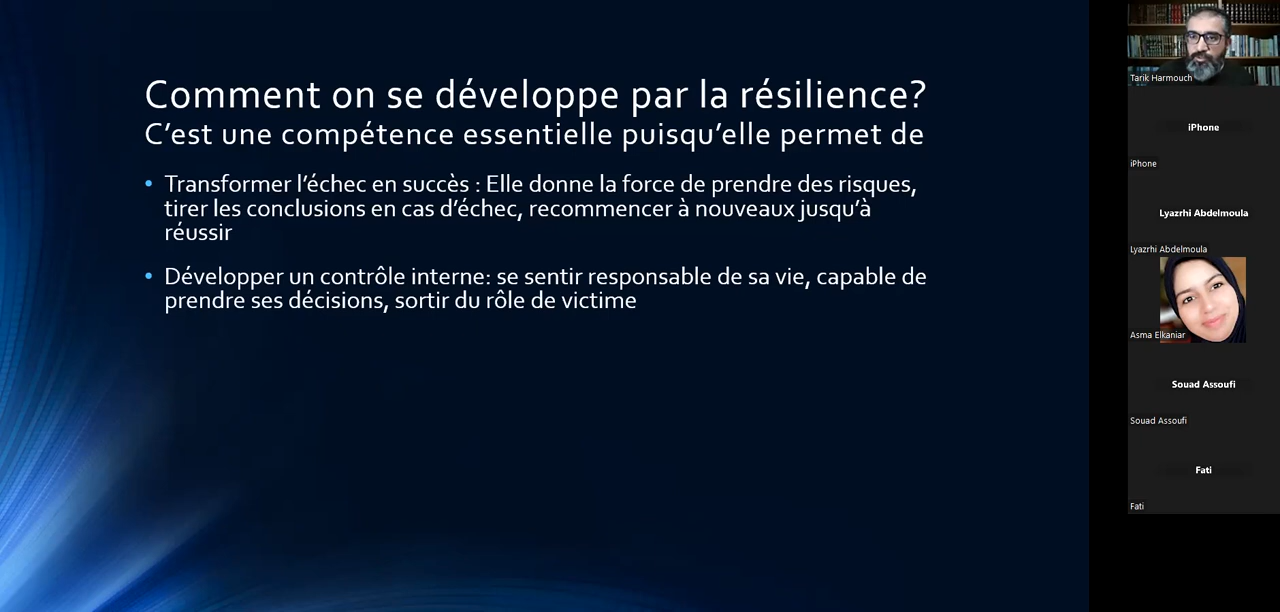 Comment on se développe par la résilience?
C’est une compétence essentielle puisqu’elle permet de
• Transformer l’échec en succès : Elle donne la force de prendre des risques,
tirer les conclusions en cas d’échec, recommencer à nouveaux jusqu’à
réussir
• Développer un contrôle interne: se sentir responsable de sa vie, capable de
prendre ses décisions, sortir du rôle de victime
Tarik Harmouch
iPhone
iPhone
Lyazrhi Abdelmoula
Lyazrhi Abdelmoula
Asma Elkaniar
Souad Assoufi
Souad Assoufi
Fati
Fati